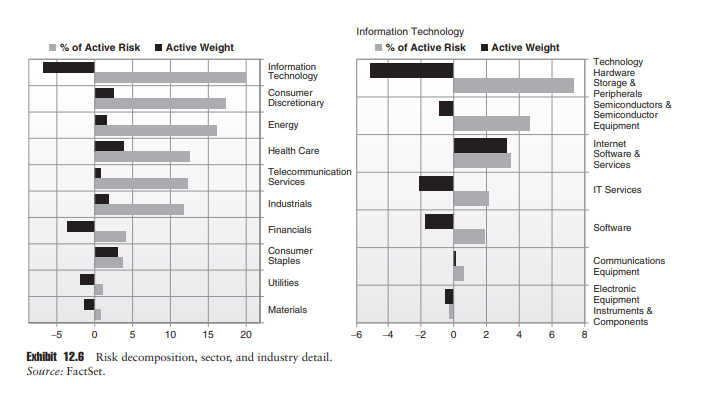 Information Technology
% of Active Risk Active Weight
Information
Technology
Consumer
Discretionary
Energy
Health Care
Telecommunication
Services
Industrials
Financials
Consumer
Staples
Utilities
Materials
−5 0 5 10 15 20
% of Active Risk Active Weight
Technology
Hardware
Storage &
Peripherals
Semiconductors &
Semiconductor
Equipment
Internet
Software &
Services
IT Services
Software
Communications
Equipment
Electronic
Equipment
Instruments &
Components
−6 −4 −2 0 2 4 6 8
Exhibit 12.6 Risk decomposition, sector, and industry detail.
Source: FactSet.